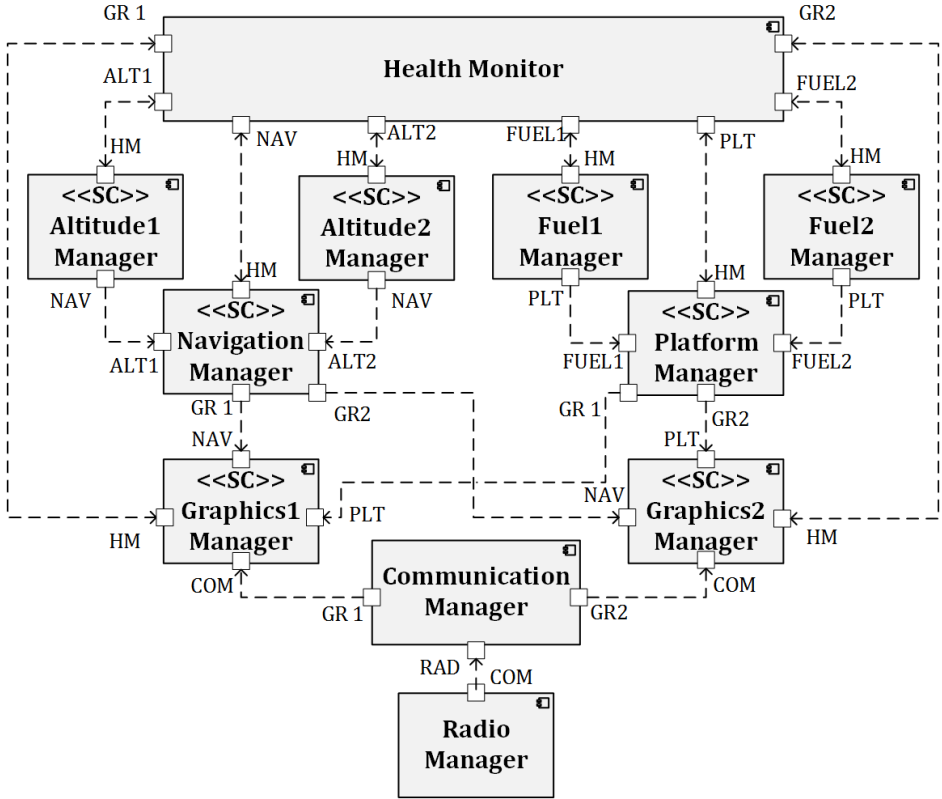 GR 1
GR2
Health Monitor
ALT1
FUEL2
NAV
ALT2
FUEL1
PLT
HM
HM
HM
HM
<<SC>>
Altitude1
Manager
<<SC>>
Altitude2
Manager
<<SC>>
Fuel1
Manager
<<SC>>
Fuel2
Manager
HM
HM
NAV
NAV
PLT
PLT
<<SC>>
Navigation
Manager
<<SC>>
Platform
Manager
ALT1
ALT2
FUEL1
FUEL2
GR 1
GR2
GR 1
GR2
NAV
PLT
<<SC>>
Graphics1
Manager
<<SC>>
Graphics2
Manager
PLT
NAV
HM
HM
COM
COM
Communication
Manager
GR 1
GR2
RAD
COM
Radio
Manager